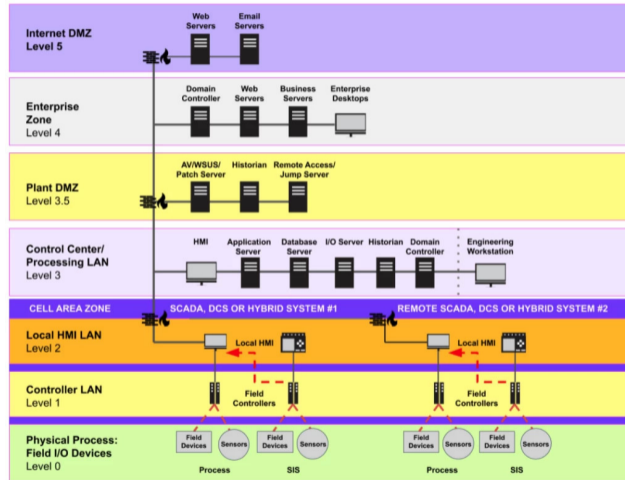 Internet DMZ
Level 5
Web
Servers
Email
Servers
Enterprise
Zone
Level 4
Domain
Controller
Web
Servers
Business
Servers
Enterprise
Desktops
Plant DMZ
Level 3.5
AV/WSUS/
Patch Server
Historian
Remote Access/
Jump Server
Control Center/
Processing LAN
Level 3
HMI
Application
Server
Database
Server
I/O Server
Historian
Domain
Controller
Engineering
Workstation
CELL AREA ZONE
SCADA, DCS OR HYBRID SYSTEM #1
REMOTE SCADA, DCS OR HYBRID SYSTEM #2
Local HMI LAN
Level 2
Local HMI
Local HMI
Controller LAN
Level 1
Field
Controllers
Field
Controllers
Physical Process:
Field I/O Devices
Level 0
Field
Devices
Sensors
Field
Devices
Sensors
Process
SIS
Field
Devices
Sensors
Field
Devices
Sensors
Process
SIS